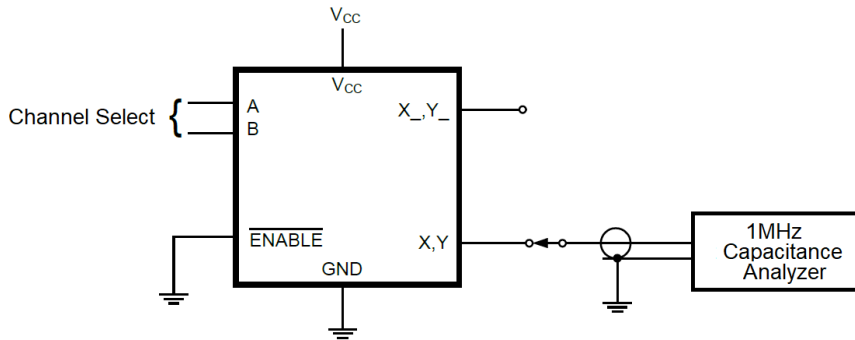 VCC
VCC
Channel Select {
A
B
X_,Y_
ENABLE
X,Y
GND
1MHz
Capacitance
Analyzer